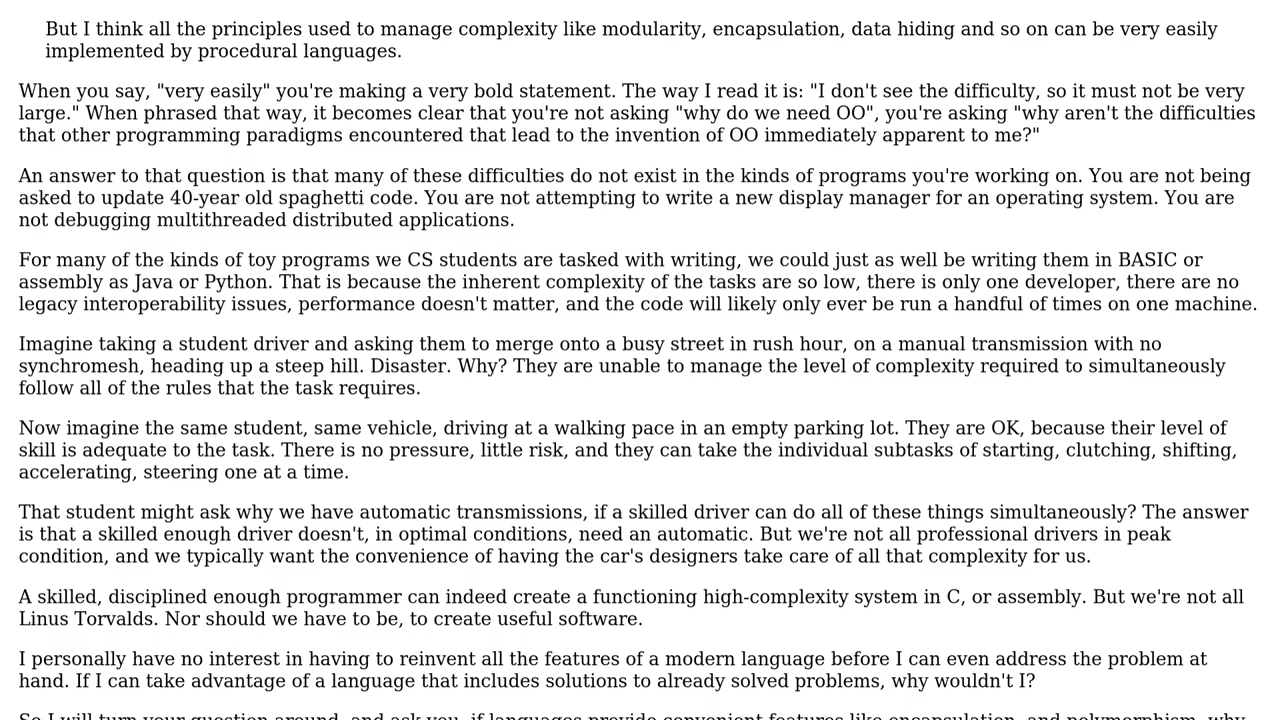 But I think all the principles used to manage complexity like modularity, encapsulation, data hiding and so on can be very easily
implemented by procedural languages.
When you say, "very easily" you're making a very bold statement. The way I read it is: "I don't see the difficulty, so it must not be very
large." When phrased that way, it becomes clear that you're not asking "why do we need OO", you're asking "why aren't the difficulties
that other programming paradigms encountered that lead to the invention of OO immediately apparent to me?"
An answer to that question is that many of these difficulties do not exist in the kinds of programs you're working on. You are not being
asked to update 40-year old spaghetti code. You are not attempting to write a new display manager for an operating system. You are
not debugging multithreaded distributed applications.
For many of the kinds of toy programs we CS students are tasked with writing, we could just as well be writing them in BASIC or
assembly as Java or Python. That is because the inherent complexity of the tasks are so low, there is only one developer, there are no
legacy interoperability issues, performance doesn't matter, and the code will likely only ever be run a handful of times on one machine.
Imagine taking a student driver and asking them to merge onto a busy street in rush hour, on a manual transmission with no
synchromesh, heading up a steep hill. Disaster. Why? They are unable to manage the level of complexity required to simultaneously
follow all of the rules that the task requires.
Now imagine the same student, same vehicle, driving at a walking pace in an empty parking lot. They are OK, because their level of
skill is adequate to the task. There is no pressure, little risk, and they can take the individual subtasks of starting, clutching, shifting,
accelerating, steering one at a time.
That student might ask why we have automatic transmissions, if a skilled driver can do all of these things simultaneously? The answer
is that a skilled enough driver doesn't, in optimal conditions, need an automatic. But we're not all professional drivers in peak
condition, and we typically want the convenience of having the car's designers take care of all that complexity for us.
A skilled, disciplined enough programmer can indeed create a functioning high-complexity system in C, or assembly. But we're not all
Linus Torvalds. Nor should we have to be, to create useful software.
I personally have no interest in having to reinvent all the features of a modern language before I can even address the problem at
hand. If I can take advantage of a language that includes solutions to already solved problems, why wouldn't I?
So I will turn your question around, and ask you, if languages provide convenient features like encapsulation, and polymorphism, why